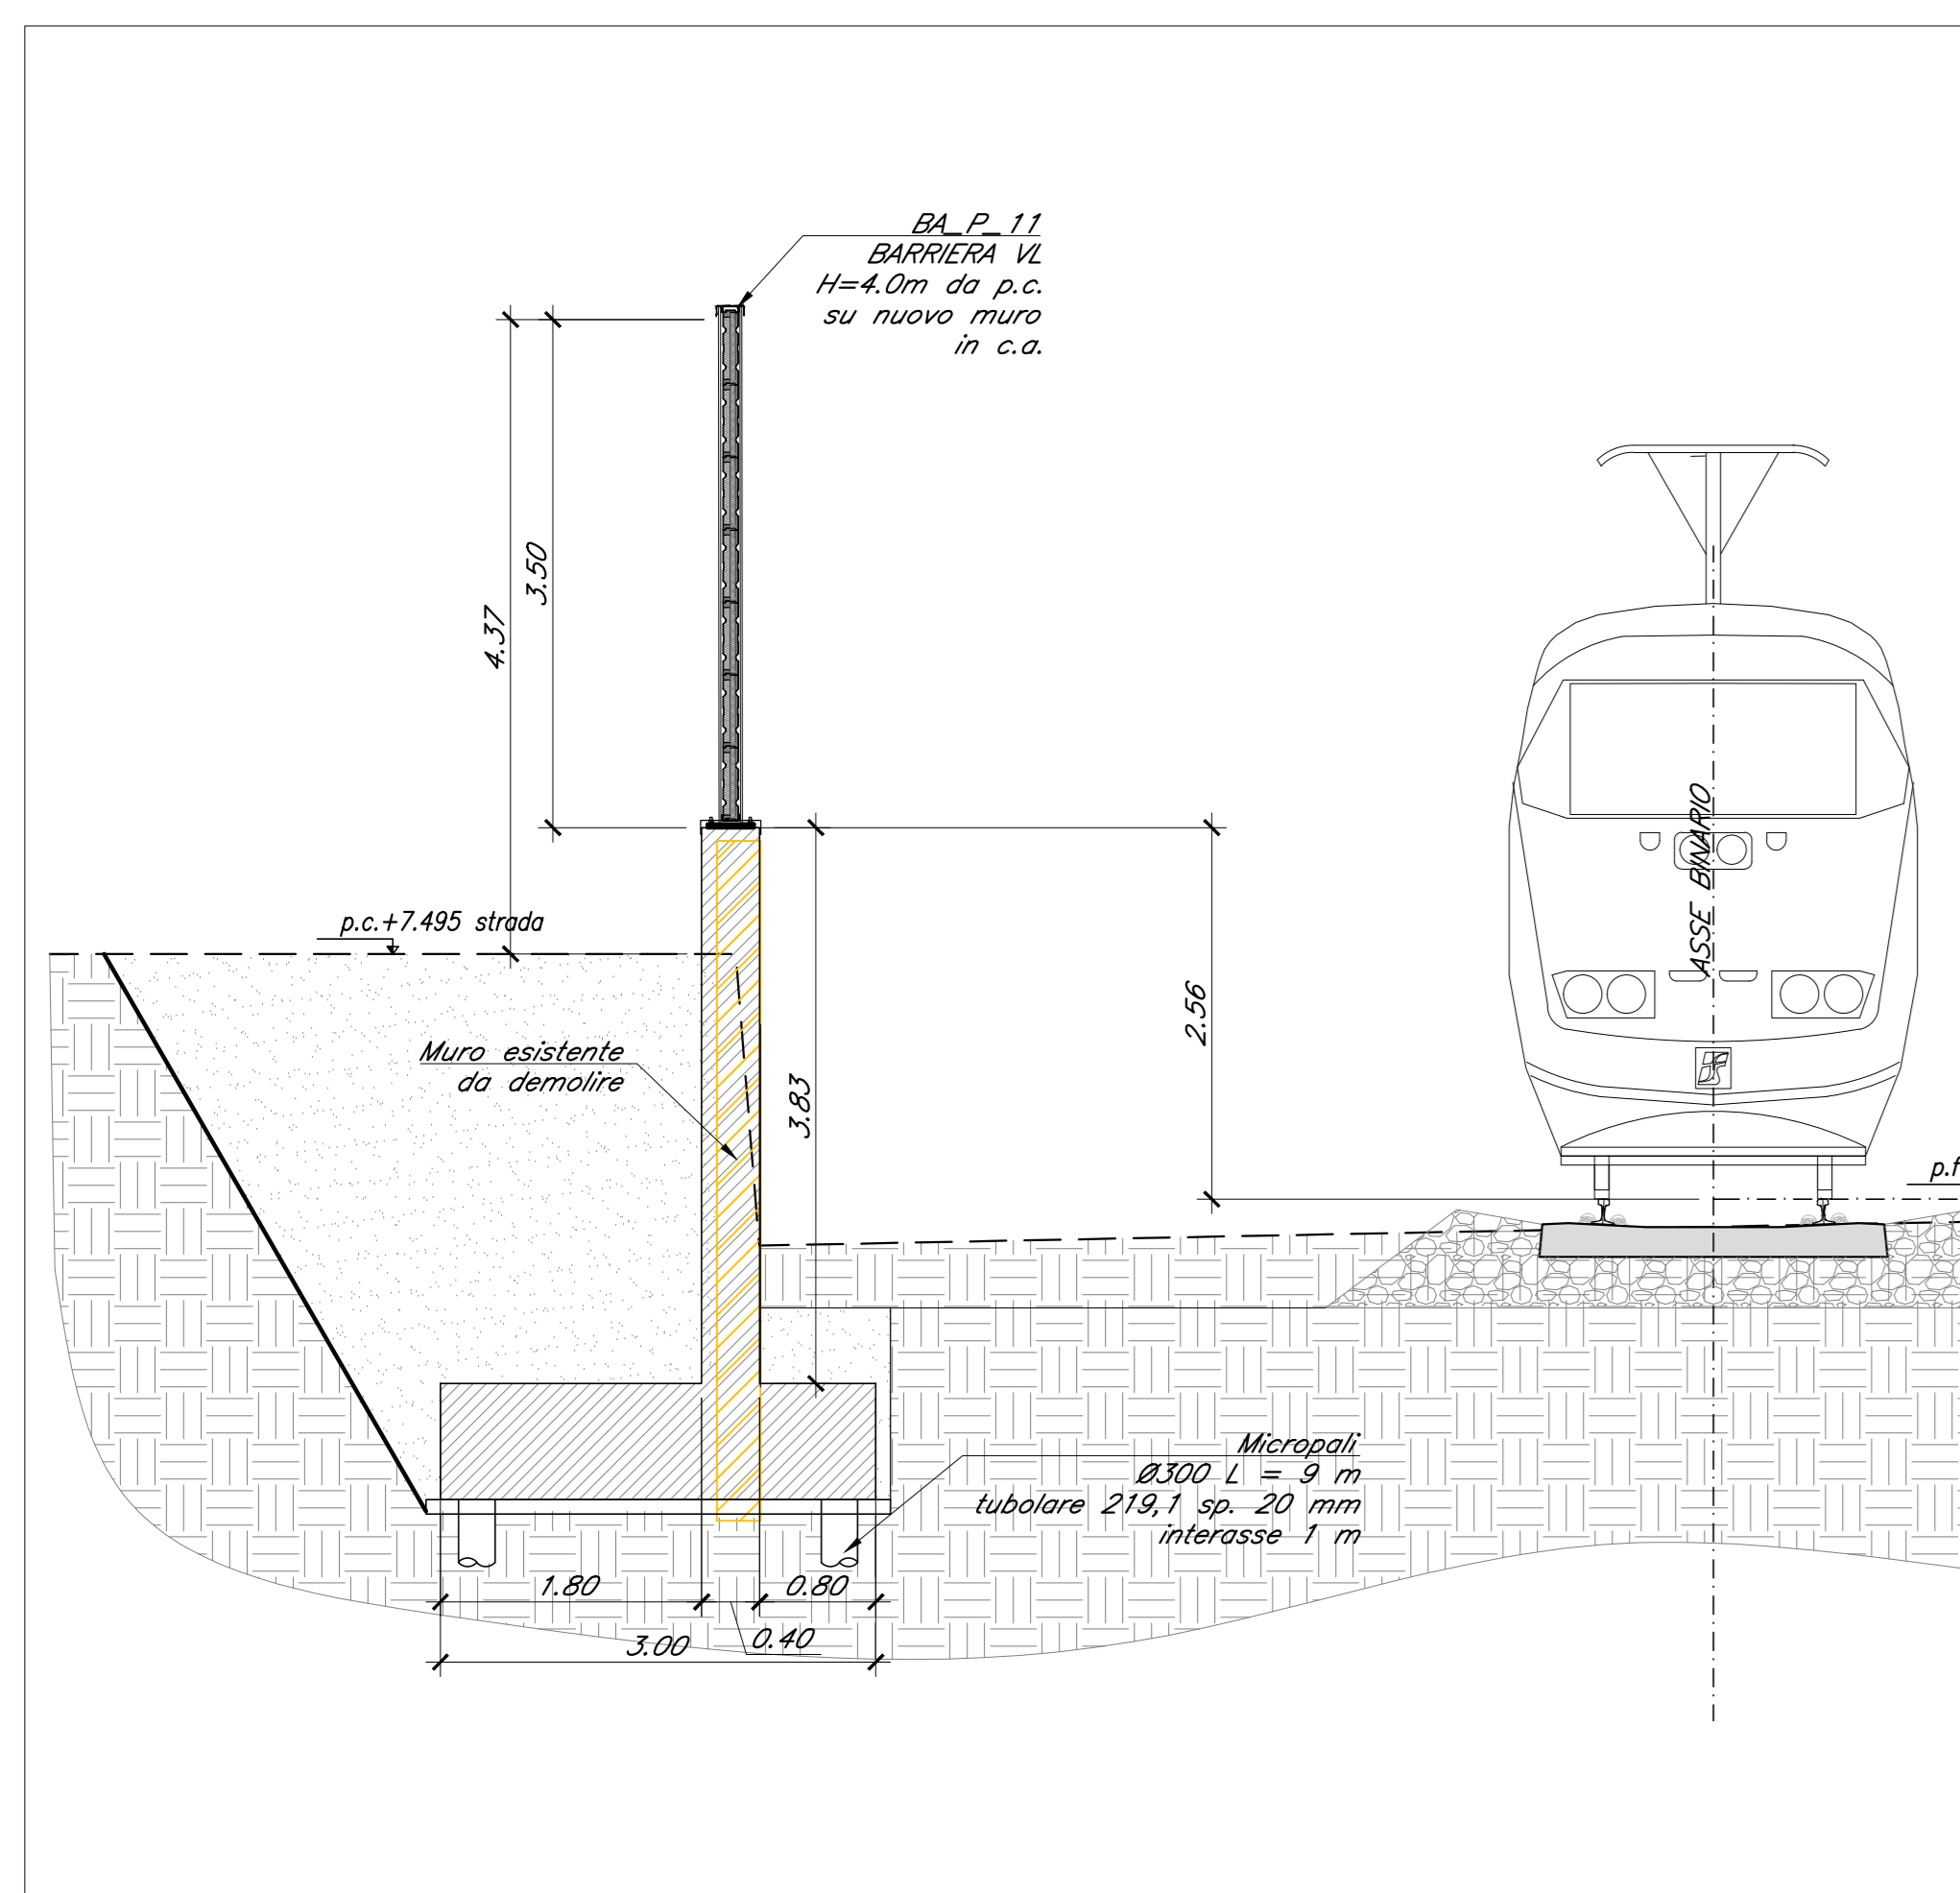 BA_P_11
BARRIERA VL
H=4.0m da p.c.
su nuovo muro
in c.a.
3.50
4.37
ASSE BINARIO
p.c.+7.495 strada
2.56
Muro esistente
da demolire
3.83
p.f
Micropali
Ø300 L = 9 m
tubolare 219,1 sp. 20 mm
interasse 1 m
1.80
0.80
3.00
0.40